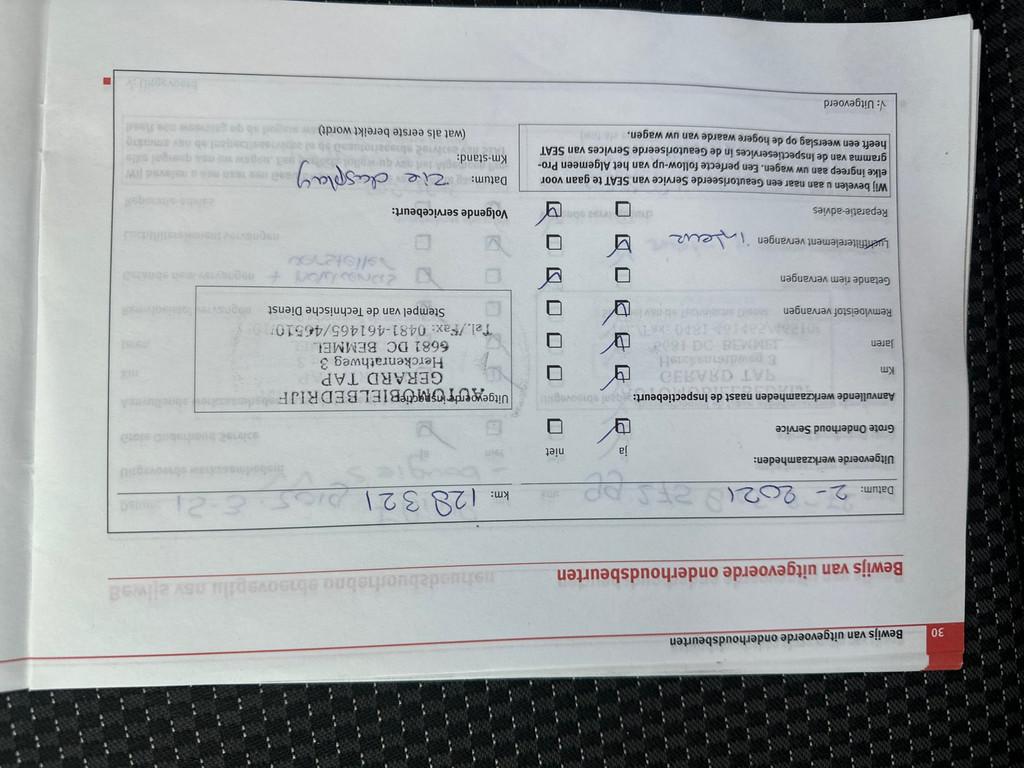 30
Bewijs van uitgevoerde onderhoudsbeurten
Bewijs van uitgevoerde onderhoudsbeurten
Datum: 2-2021
km: 128321
Uitgevoerde werkzaamheden:
ja
niet
Grote Onderhoud Service
Aanvullende werkzaamheden naast de Inspectiebeurt:
Km
Jaren
Remvloeistof vervangen
Getande riem vervangen
Luchtfilterelement vervangen
Reparatie-advies
Wij bevelen u aan naar een Geautoriseerde Service van SEAT te gaan voor
elke ingreep aan uw wagen. Een perfecte follow-up van het Algemeen Pro-
gramma van de Inspectieservices in de Geautoriseerde Services van SEAT
heeft een weerslag op de hogere waarde van uw wagen.
√: Uitgevoerd
Uitgevoerde inspectie:
AUTOMOBIELBEDRIJF
GERARD TAP
Herckenrathweg 3
6681 DC BEMMEL
Tel./Fax: 0481-461465/46510
Stempel van de Technische Dienst
Volgende servicebeurt:
Datum: zie display
Km-stand:
(wat als eerste bereikt wordt)